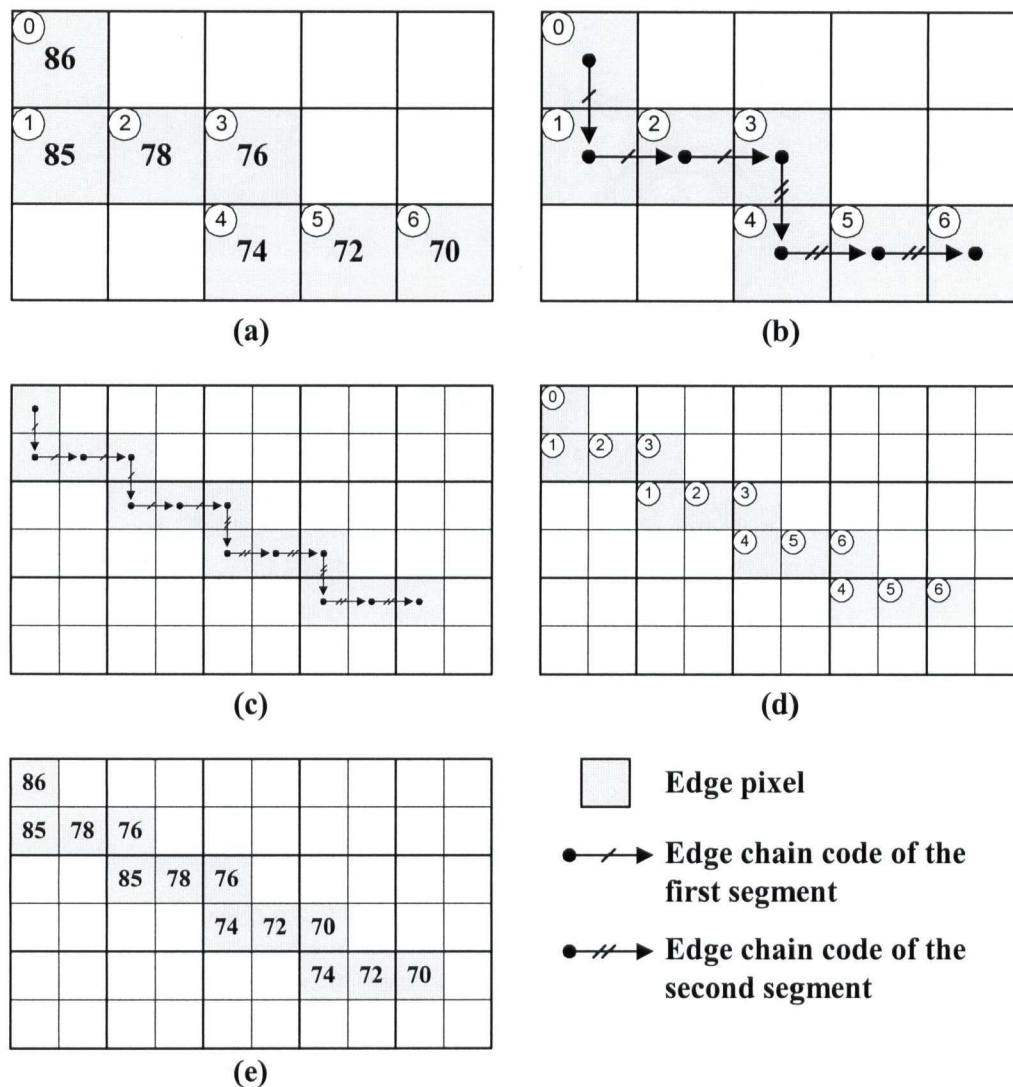 0
86
1 2 3
85 78 76
4 5 6
74 72 70
(a)
0
1 2 3
4 5 6
(b)
(c)
0
1 2 3
1 2 3
4 5 6
4 5 6
(d)
86
85 78 76
85 78 76
74 72 70
74 72 70
(e)
Edge pixel
Edge chain code of the
first segment
Edge chain code of the
second segment